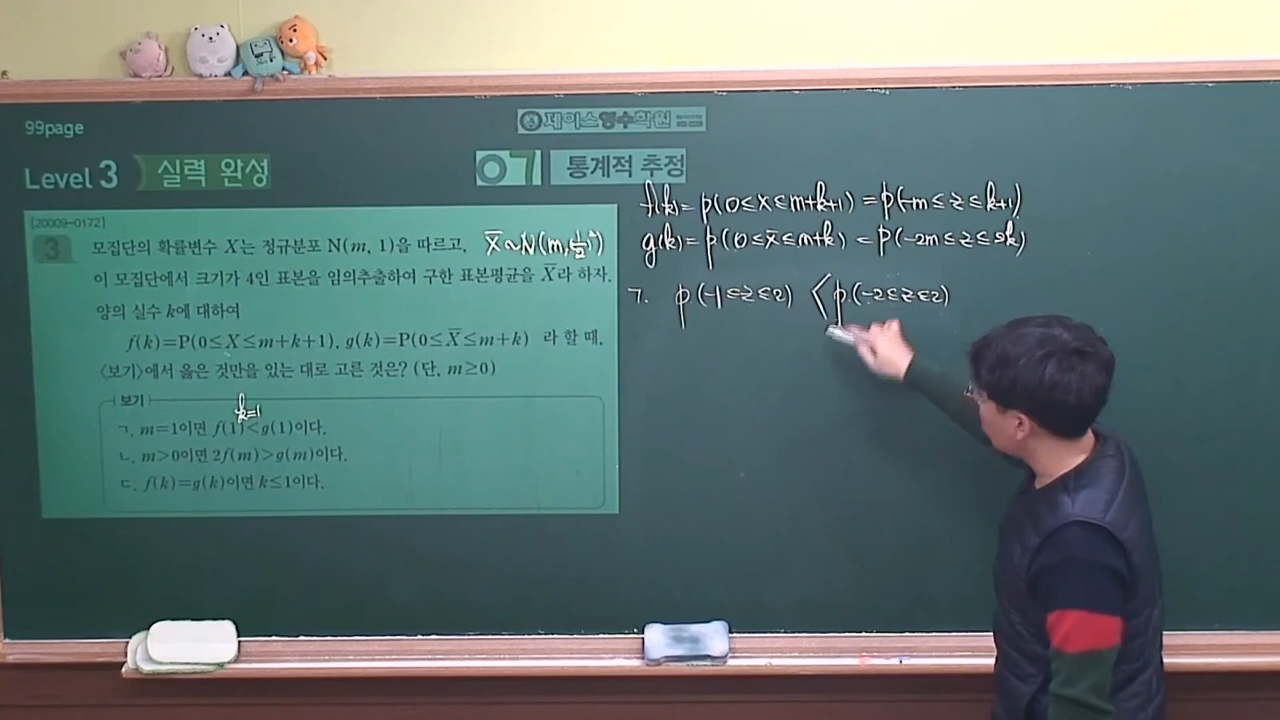 99page
제이스영수학원
Level 3 실력 완성
07 통계적 추정
[20009-0172]
3 모집단의 확률변수 X는 정규분포 N(m, 1)을 따르고, X̄~N(m, (1/2)²)
이 모집단에서 크기가 4인 표본을 임의추출하여 구한 표본평균을 X̄라 하자.
양의 실수 k에 대하여
f(k)=P(0≤X≤m+k+1), g(k)=P(0≤X̄≤m+k) 라 할 때,
<보기>에서 옳은 것만을 있는 대로 고른 것은? (단, m≥0)
보기
k=1
ㄱ. m=1이면 f(1)<g(1)이다.
ㄴ. m>0이면 2f(m)>g(m)이다.
ㄷ. f(k)=g(k)이면 k≤1이다.
f(k)=P(0≤X≤m+k+1)=P(-m≤Z≤k+1)
g(k)=P(0≤X̄≤m+k)=P(-2m≤Z≤2k)
ㄱ. P(-1≤Z≤2) < P(-2≤Z≤2)